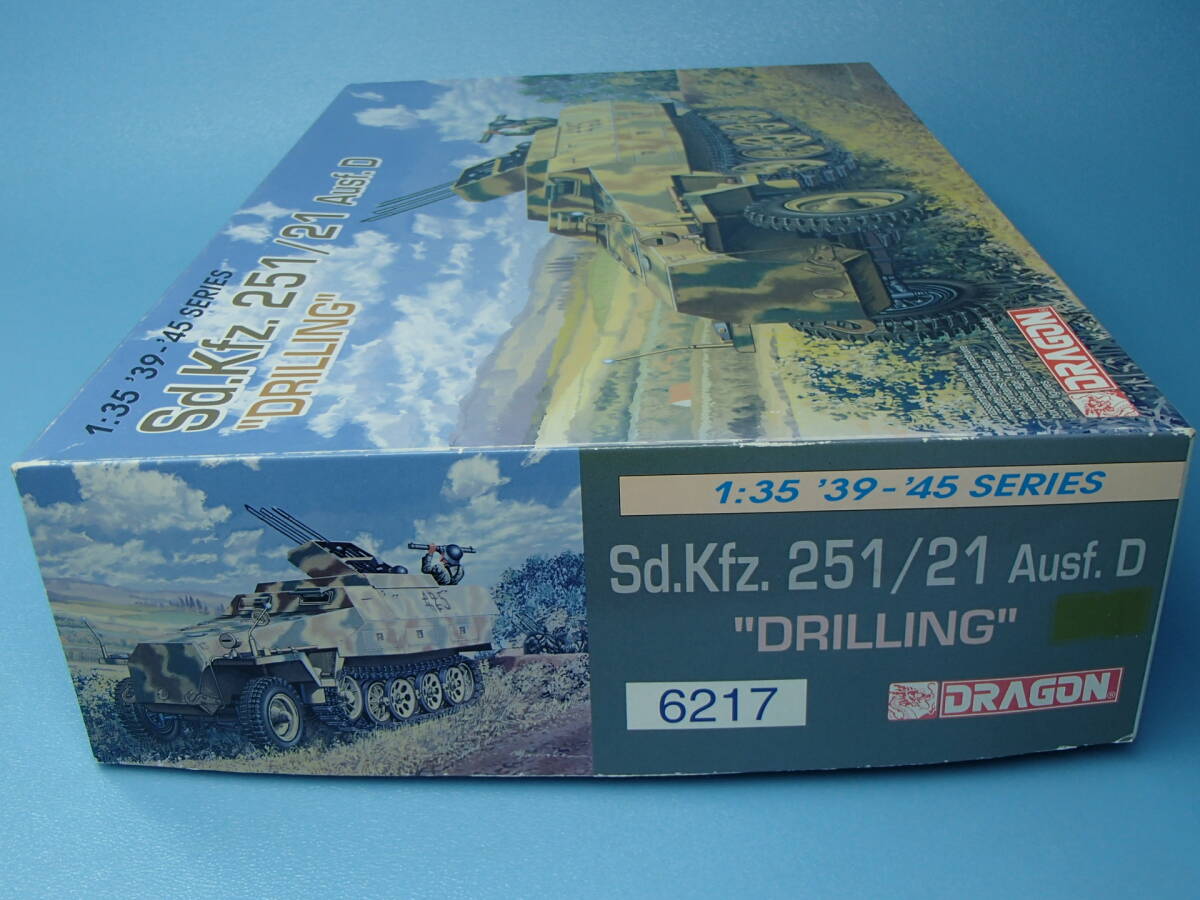 1:35 '39-'45 SERIES
Sd.Kfz. 251/21 Ausf. D
"DRILLING"
DRAGON
1:35 '39-'45 SERIES
Sd.Kfz. 251/21 Ausf. D
"DRILLING"
6217
DRAGON®
425